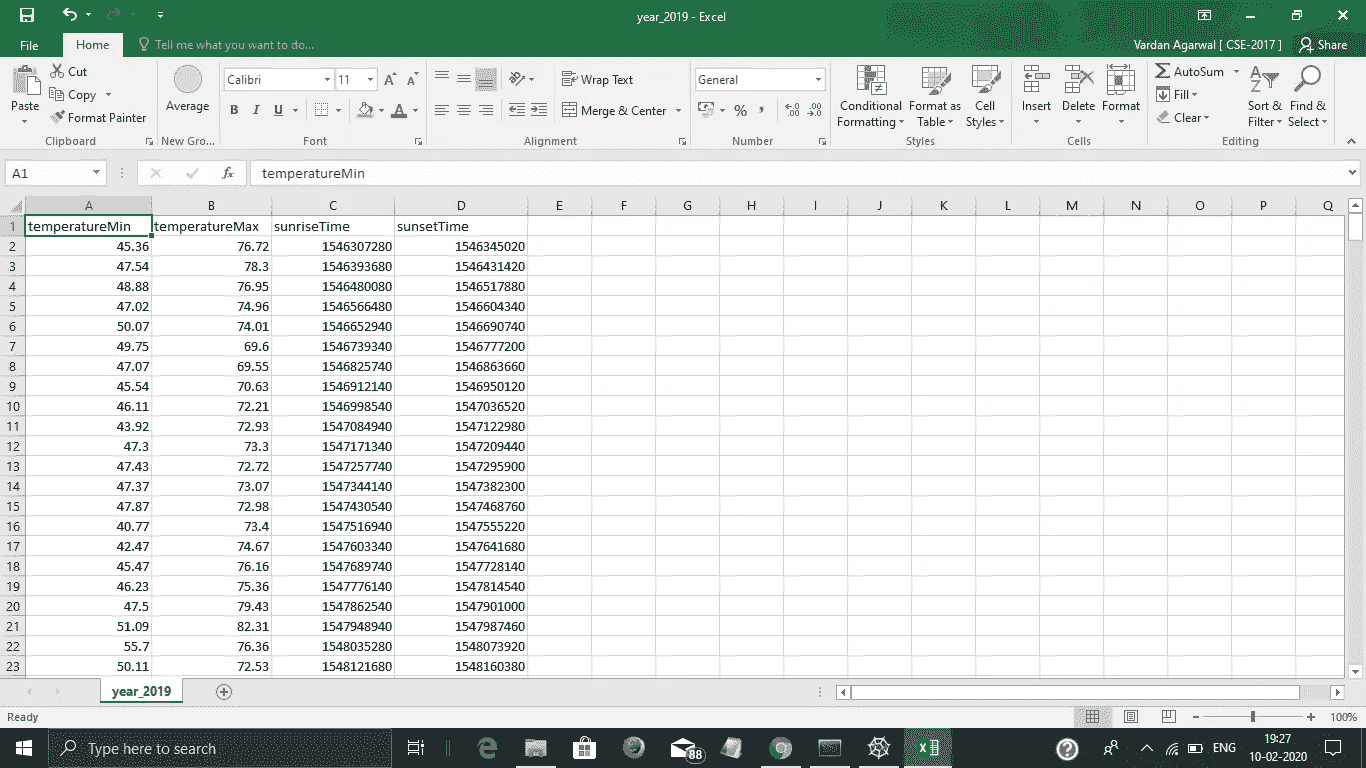 year_2019 - Excel
File Home Tell me what you want to do... Vardan Agarwal [ CSE-2017 ] Share
Cut Calibri 11 A A Wrap Text General AutoSum
Paste Copy Average Conditional Format as Cell Insert Delete Format Fill Sort & Find &
Format Painter B I U A Merge & Center % , .0 .00 Formatting Table Styles Clear Filter Select
Clipboard New Gro... Font Alignment Number Styles Cells Editing
A1 fx temperatureMin
A B C D E F G H I J K L M N O P Q
1 temperatureMin temperatureMax sunriseTime sunsetTime
2 45.36 76.72 1546307280 1546345020
3 47.54 78.3 1546393680 1546431420
4 48.88 76.95 1546480080 1546517880
5 47.02 74.96 1546566480 1546604340
6 50.07 74.01 1546652940 1546690740
7 49.75 69.6 1546739340 1546777200
8 47.07 69.55 1546825740 1546863660
9 45.54 70.63 1546912140 1546950120
10 46.11 72.21 1546998540 1547036520
11 43.92 72.93 1547084940 1547122980
12 47.3 73.3 1547171340 1547209440
13 47.43 72.72 1547257740 1547295900
14 47.37 73.07 1547344140 1547382300
15 47.87 72.98 1547430540 1547468760
16 40.77 73.4 1547516940 1547555220
17 42.47 74.67 1547603340 1547641680
18 45.47 76.16 1547689740 1547728140
19 46.23 75.36 1547776140 1547814540
20 47.5 79.43 1547862540 1547901000
21 51.09 82.31 1547948940 1547987460
22 55.7 76.36 1548035280 1548073920
23 50.11 72.53 1548121680 1548160380
year_2019
Ready 100%
Type here to search 88 ENG 19:27
10-02-2020